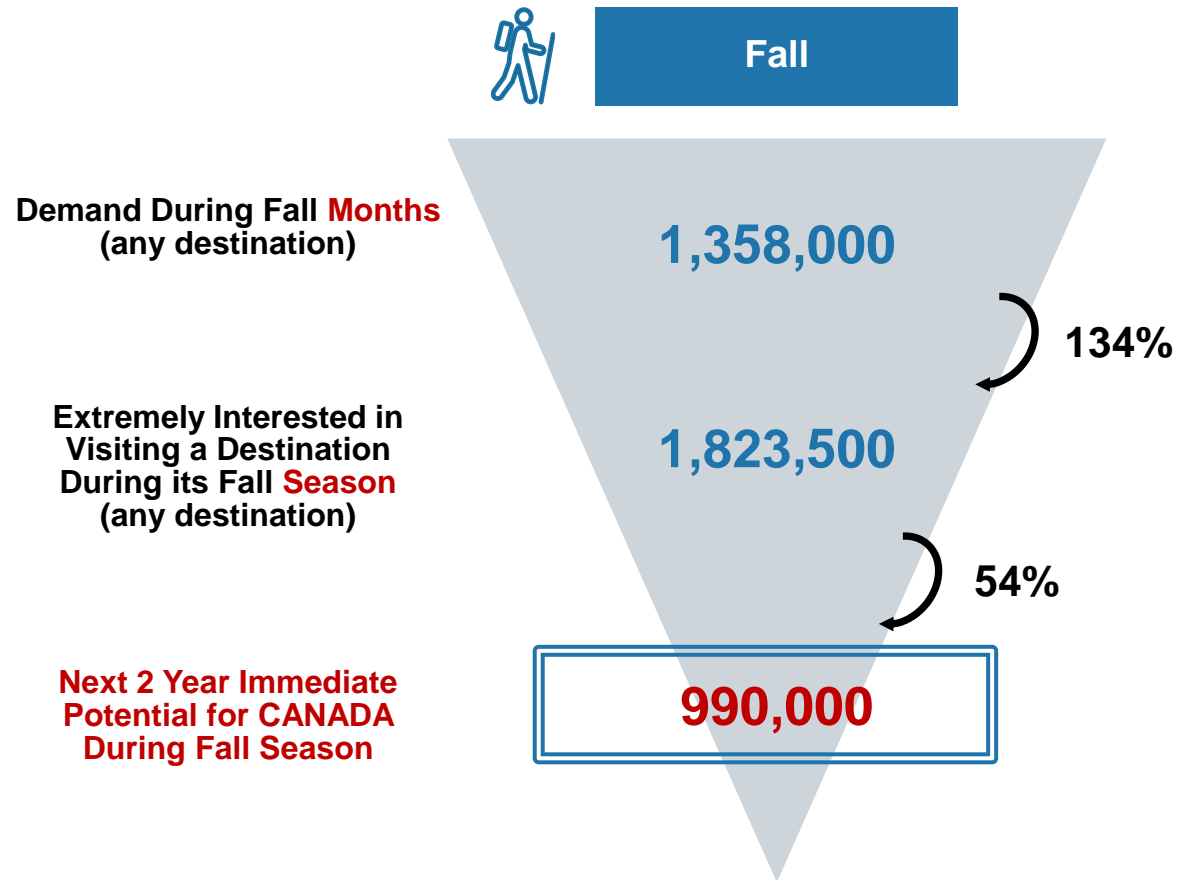 Fall
Demand During Fall Months
(any destination)
1,358,000
134%
Extremely Interested in
Visiting a Destination
During its Fall Season
(any destination)
1,823,500
54%
Next 2 Year Immediate
Potential for CANADA
During Fall Season
990,000